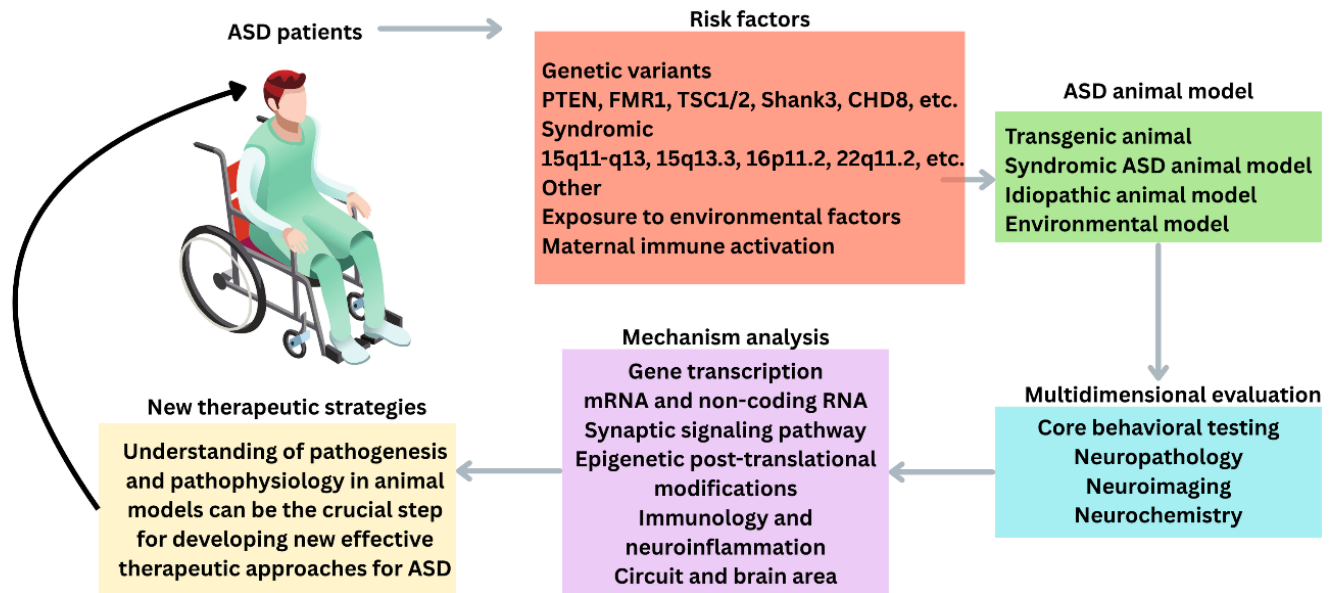 ASD patients
Risk factors
Genetic variants
PTEN, FMR1, TSC1/2, Shank3, CHD8, etc.
Syndromic
15q11-q13, 15q13.3, 16p11.2, 22q11.2, etc.
Other
Exposure to environmental factors
Maternal immune activation
ASD animal model
Transgenic animal
Syndromic ASD animal model
Idiopathic animal model
Environmental model
Multidimensional evaluation
Core behavioral testing
Neuropathology
Neuroimaging
Neurochemistry
Mechanism analysis
Gene transcription
mRNA and non-coding RNA
Synaptic signaling pathway
Epigenetic post-translational
modifications
Immunology and
neuroinflammation
Circuit and brain area
New therapeutic strategies
Understanding of pathogenesis
and pathophysiology in animal
models can be the crucial step
for developing new effective
therapeutic approaches for ASD